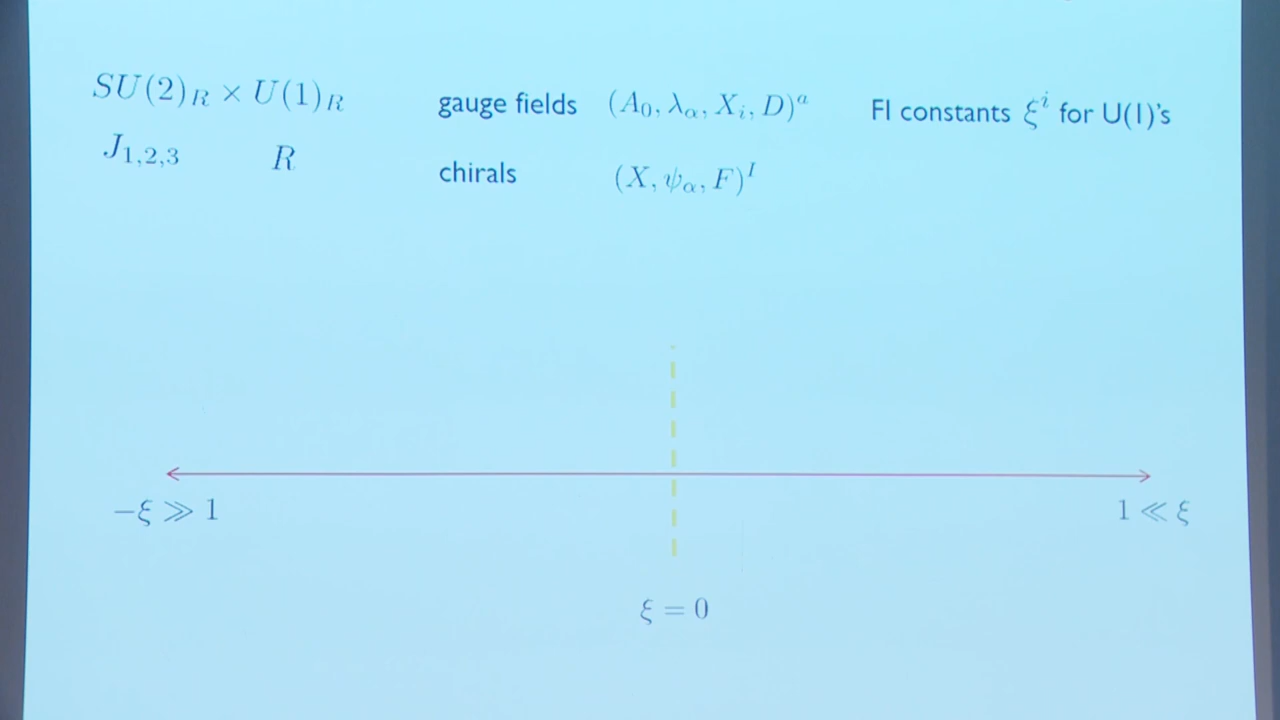 SU(2)_R × U(1)_R gauge fields (A_0, λ_α, X_i, D)^a FI constants ξ^i for U(1)'s
J_{1,2,3} R chirals (X, ψ_α, F)^I
−ξ ≫ 1 1 ≪ ξ
ξ = 0